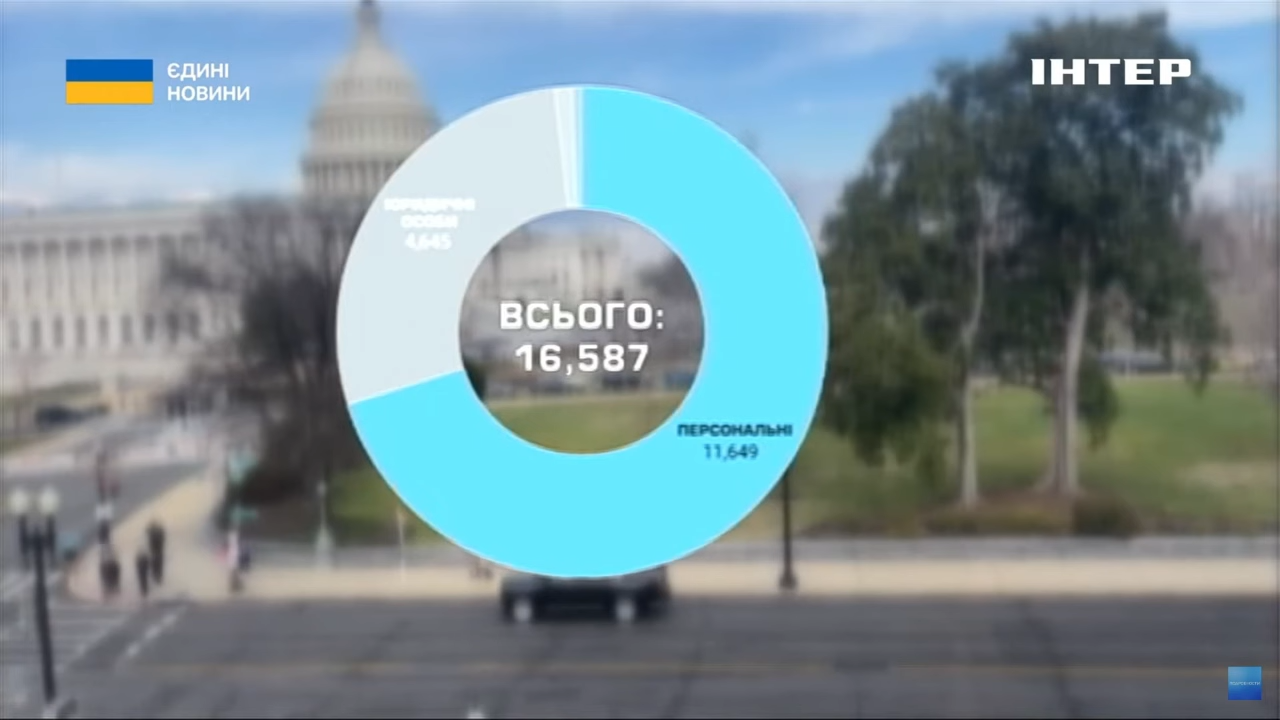 ЄДИНІ
НОВИНИ
ІНТЕР
ЮРИДИЧНІ
ОСОБИ
4,645
ВСЬОГО:
16,587
ПЕРСОНАЛЬНІ
11,649